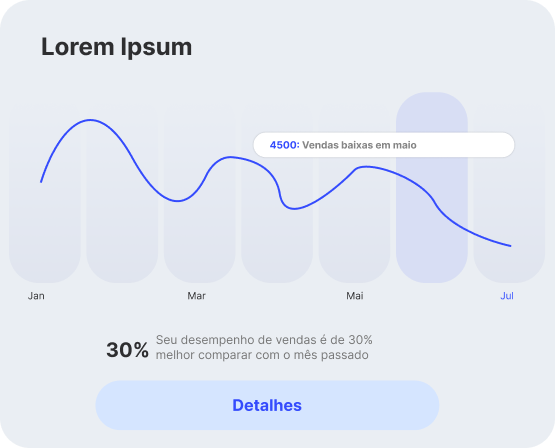 Lorem Ipsum
4500: Vendas baixas em maio
Jan Mar Mai Jul
30%
Seu desempenho de vendas é de 30%
melhor comparar com o mês passado
Detalhes